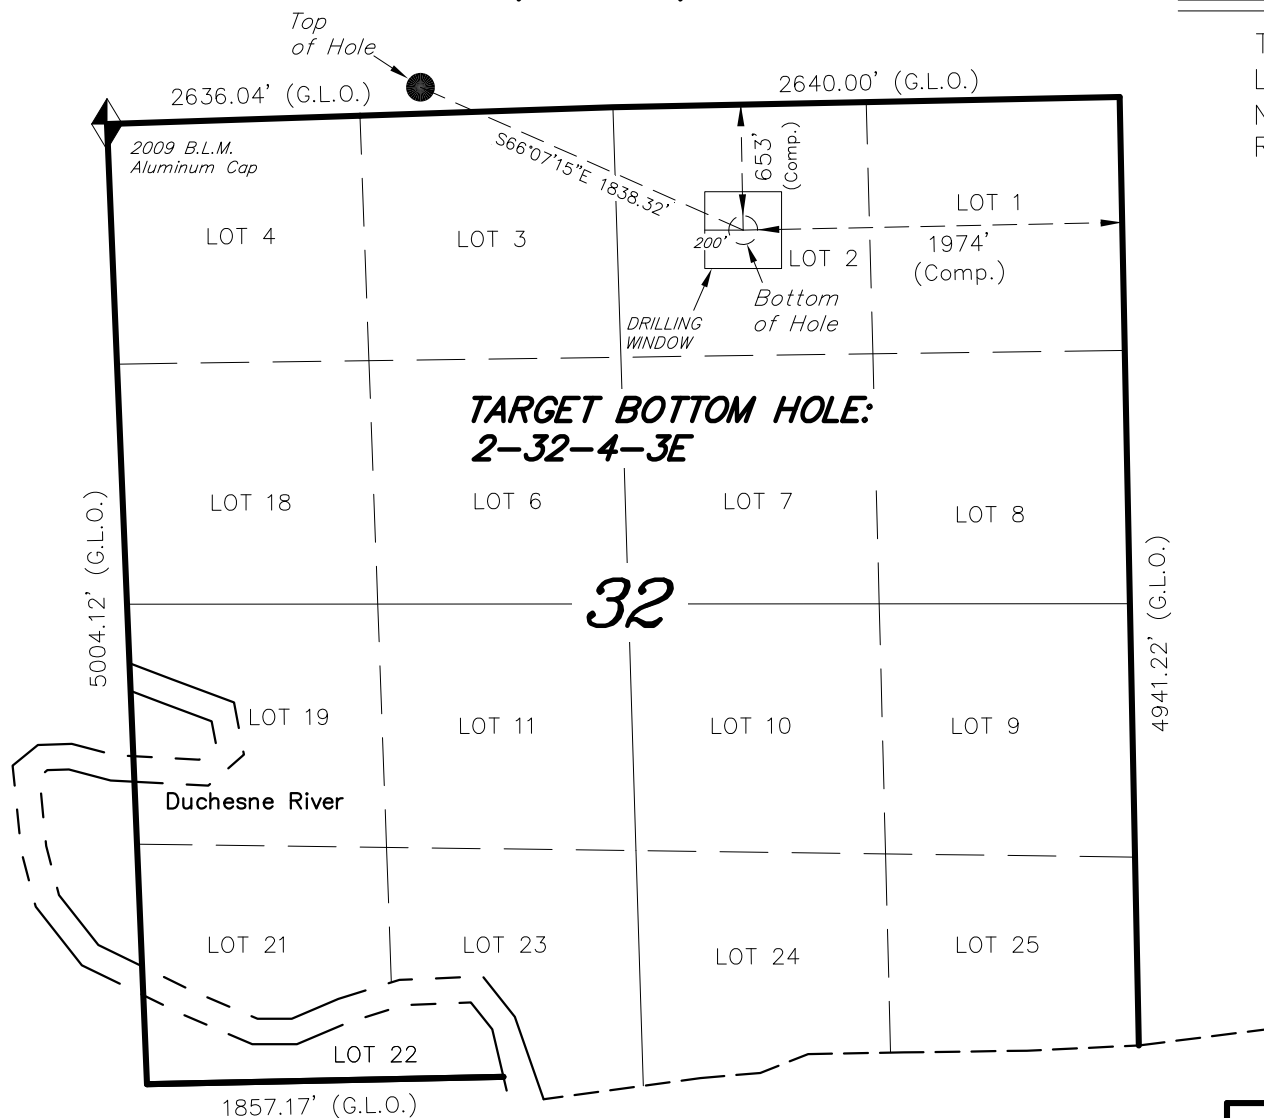 Top
of Hole
2636.04' (G.L.O.)
2640.00' (G.L.O.)
2009 B.L.M.
Aluminum Cap
S66°07'15"E 1838.32'
653'
(Comp.)
LOT 4
LOT 3
LOT 1
200'
LOT 2
1974'
(Comp.)
Bottom
of Hole
DRILLING
WINDOW
TARGET BOTTOM HOLE:
2-32-4-3E
LOT 18
LOT 6
LOT 7
LOT 8
5004.12' (G.L.O.)
32
4941.22' (G.L.O.)
LOT 19
LOT 11
LOT 10
LOT 9
Duchesne River
LOT 21
LOT 23
LOT 24
LOT 25
LOT 22
1857.17' (G.L.O.)